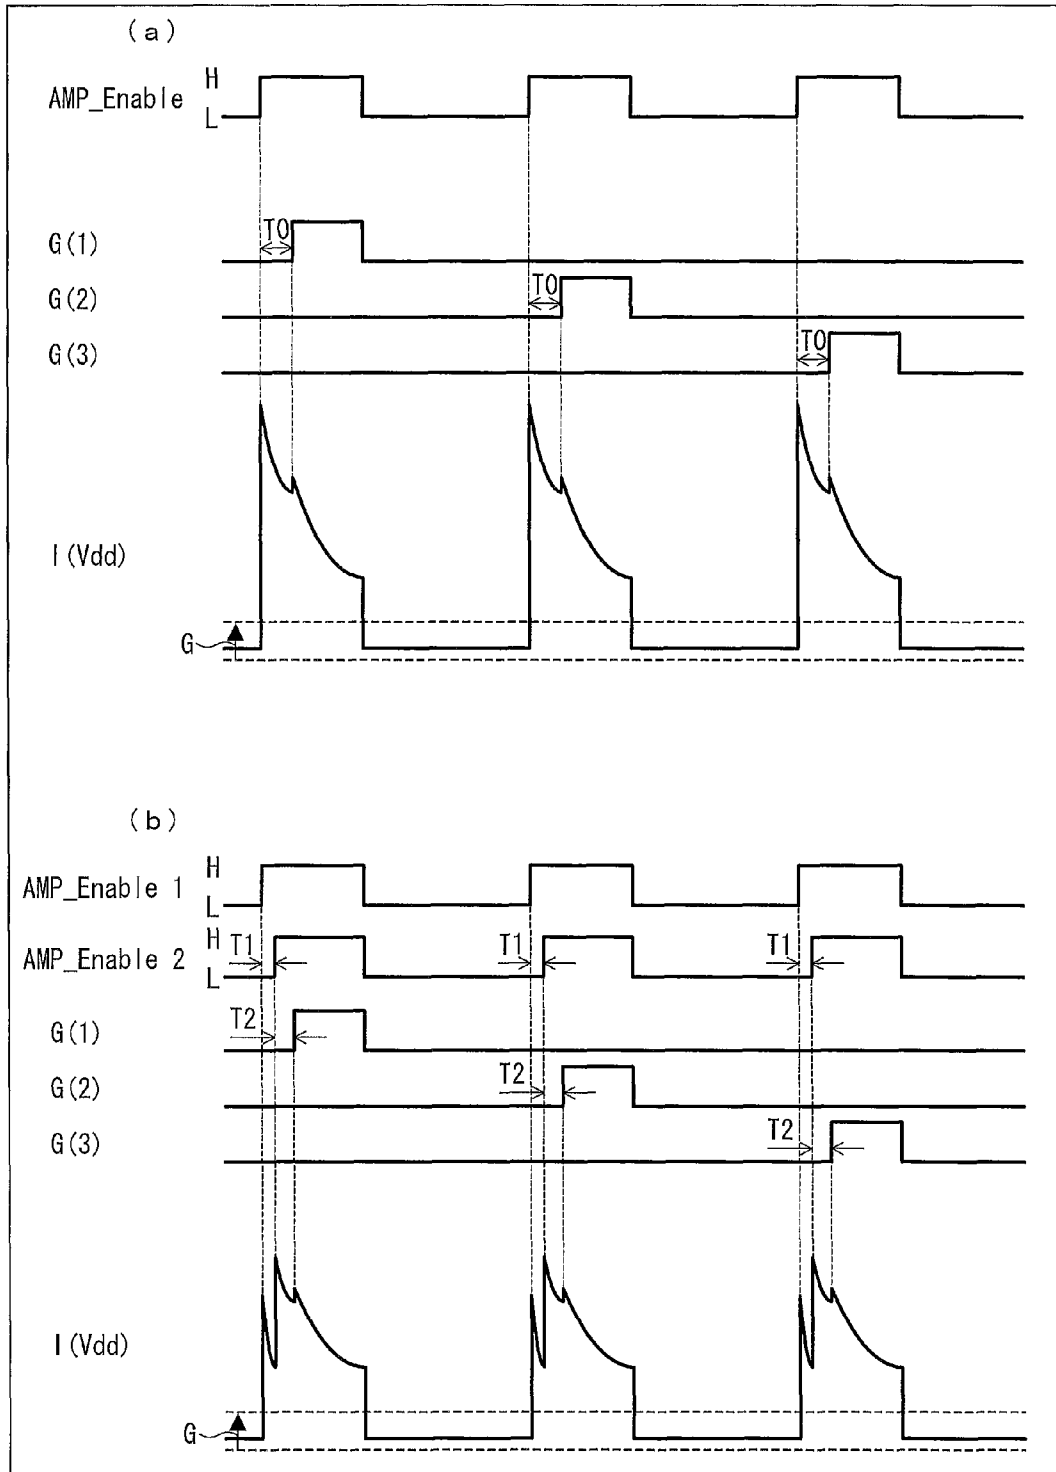 (a)
H
AMP_Enable
L
T0
G(1)
T0
G(2)
T0
G(3)
I(Vdd)
G
(b)
H
AMP_Enable 1
L
H
T1 T1 T1
AMP_Enable 2
L
T2
G(1)
T2
G(2)
T2
G(3)
I(Vdd)
G